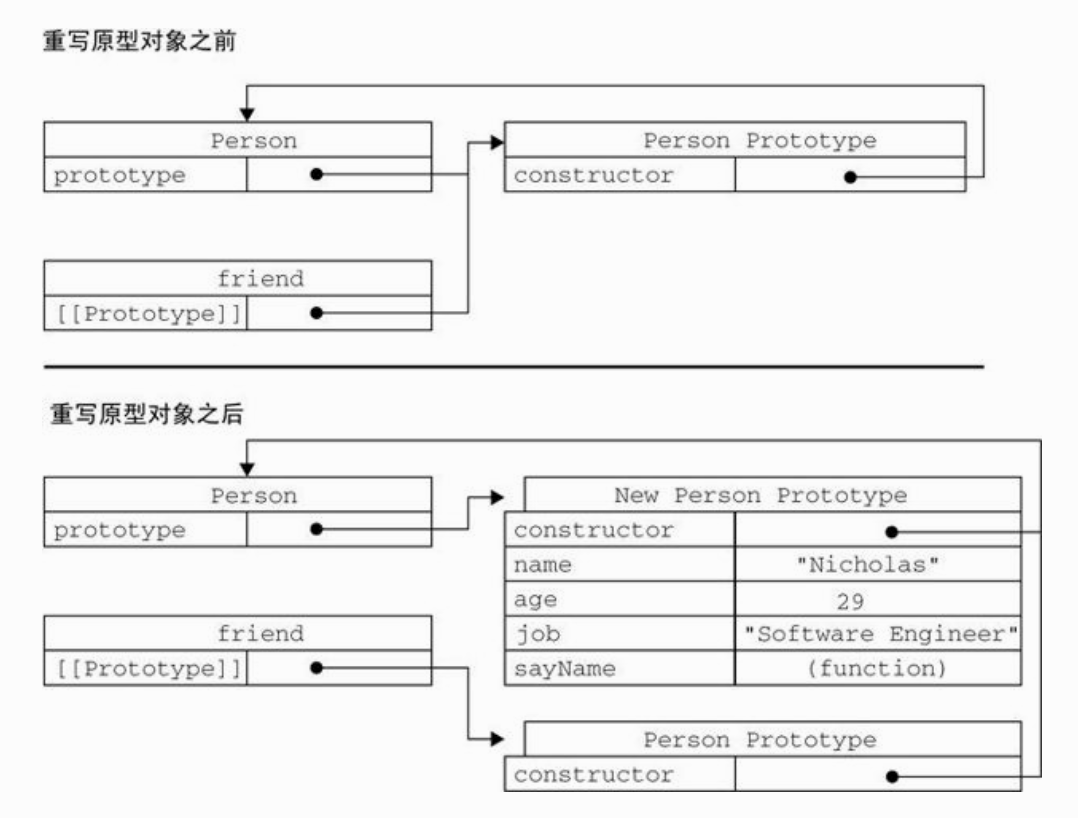 重写原型对象之前
Person
prototype
Person Prototype
constructor
friend
[[Prototype]]
重写原型对象之后
Person
prototype
New Person Prototype
constructor
name "Nicholas"
age 29
job "Software Engineer"
sayName (function)
friend
[[Prototype]]
Person Prototype
constructor